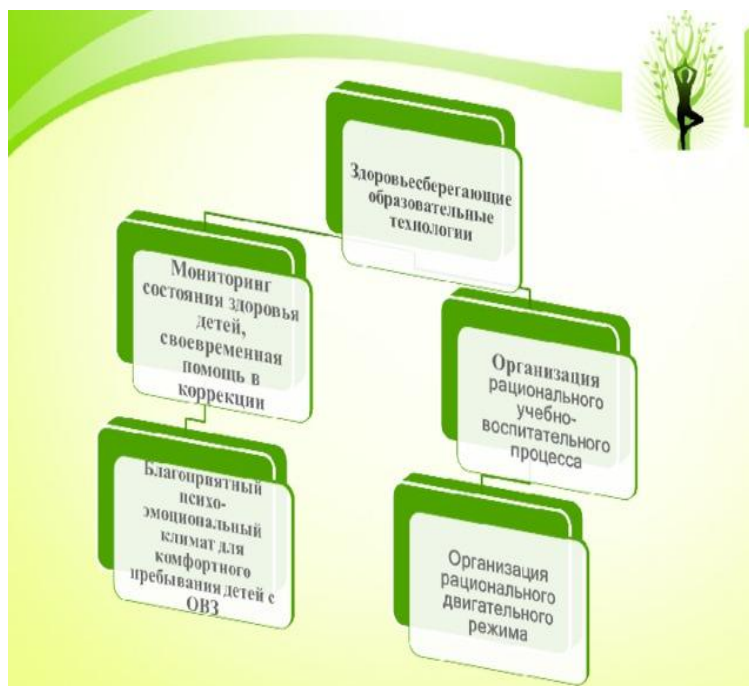 Здоровьесберегающие
образовательные
технологии
Мониторинг
состояния здоровья
детей,
своевременная
помощь в
коррекции
Организация
рационального
учебно-
воспитательного
процесса
Благоприятный
психо-
эмоциональный
климат для
комфортного
пребывания детей с
ОВЗ
Организация
рационального
двигательного
режима